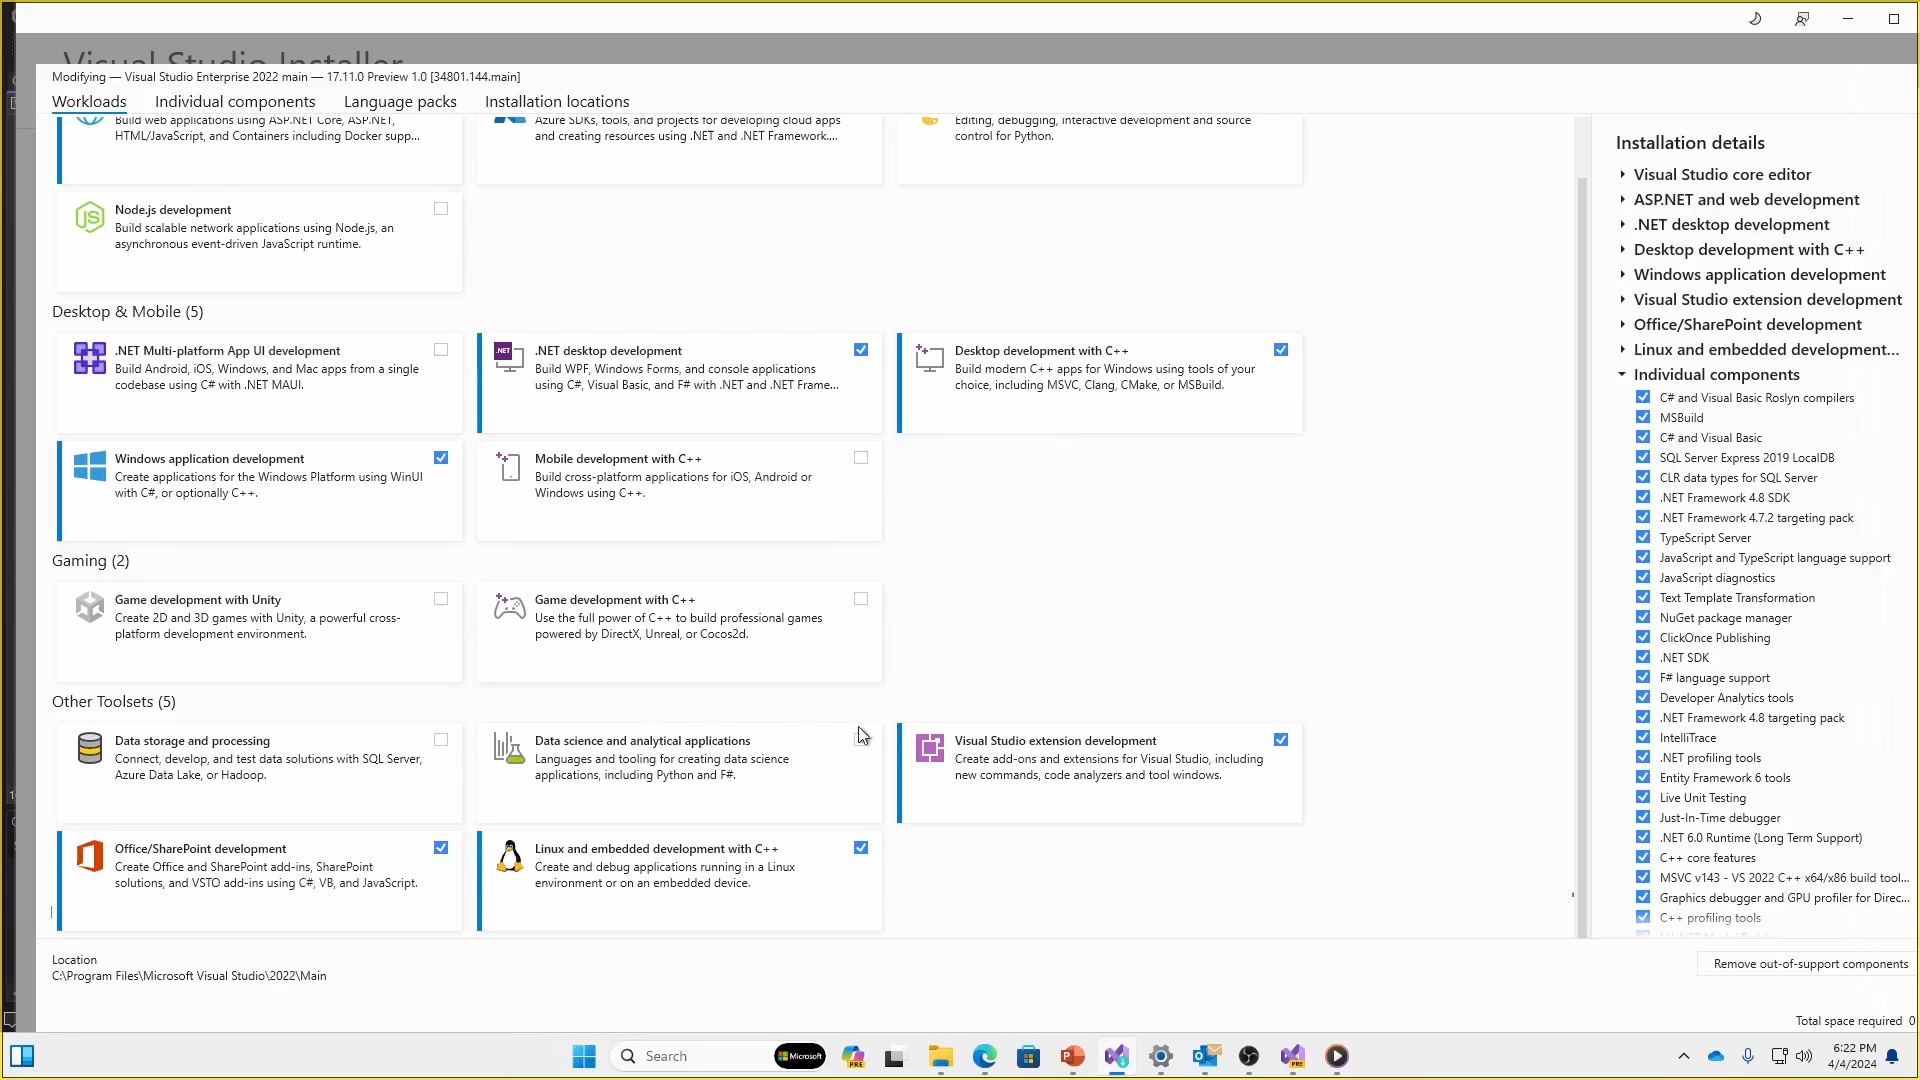 Visual Studio Installer
Modifying — Visual Studio Enterprise 2022 main — 17.11.0 Preview 1.0 [34801.144.main]
Workloads
Individual components
Language packs
Installation locations
Build web applications using ASP.NET Core, ASP.NET,
HTML/JavaScript, and Containers including Docker supp...
Azure SDKs, tools, and projects for developing cloud apps
and creating resources using .NET and .NET Framework....
Editing, debugging, interactive development and source
control for Python.
Node.js development
Build scalable network applications using Node.js, an
asynchronous event-driven JavaScript runtime.
Desktop & Mobile (5)
.NET Multi-platform App UI development
Build Android, iOS, Windows, and Mac apps from a single
codebase using C# with .NET MAUI.
.NET
.NET desktop development
Build WPF, Windows Forms, and console applications
using C#, Visual Basic, and F# with .NET and .NET Frame...
Desktop development with C++
Build modern C++ apps for Windows using tools of your
choice, including MSVC, Clang, CMake, or MSBuild.
Windows application development
Create applications for the Windows Platform using WinUI
with C#, or optionally C++.
Mobile development with C++
Build cross-platform applications for iOS, Android or
Windows using C++.
Gaming (2)
Game development with Unity
Create 2D and 3D games with Unity, a powerful cross-
platform development environment.
Game development with C++
Use the full power of C++ to build professional games
powered by DirectX, Unreal, or Cocos2d.
Other Toolsets (5)
Data storage and processing
Connect, develop, and test data solutions with SQL Server,
Azure Data Lake, or Hadoop.
Data science and analytical applications
Languages and tooling for creating data science
applications, including Python and F#.
Visual Studio extension development
Create add-ons and extensions for Visual Studio, including
new commands, code analyzers and tool windows.
Office/SharePoint development
Create Office and SharePoint add-ins, SharePoint
solutions, and VSTO add-ins using C#, VB, and JavaScript.
Linux and embedded development with C++
Create and debug applications running in a Linux
environment or on an embedded device.
Installation details
Visual Studio core editor
ASP.NET and web development
.NET desktop development
Desktop development with C++
Windows application development
Visual Studio extension development
Office/SharePoint development
Linux and embedded development...
Individual components
C# and Visual Basic Roslyn compilers
MSBuild
C# and Visual Basic
SQL Server Express 2019 LocalDB
CLR data types for SQL Server
.NET Framework 4.8 SDK
.NET Framework 4.7.2 targeting pack
TypeScript Server
JavaScript and TypeScript language support
JavaScript diagnostics
Text Template Transformation
NuGet package manager
ClickOnce Publishing
.NET SDK
F# language support
Developer Analytics tools
.NET Framework 4.8 targeting pack
IntelliTrace
.NET profiling tools
Entity Framework 6 tools
Live Unit Testing
Just-In-Time debugger
.NET 6.0 Runtime (Long Term Support)
C++ core features
MSVC v143 - VS 2022 C++ x64/x86 build tool...
Graphics debugger and GPU profiler for Direc...
C++ profiling tools
Location
C:\Program Files\Microsoft Visual Studio\2022\Main
Remove out-of-support components
Total space required 0
Search
Microsoft
PRE
PRE
6:22 PM
4/4/2024